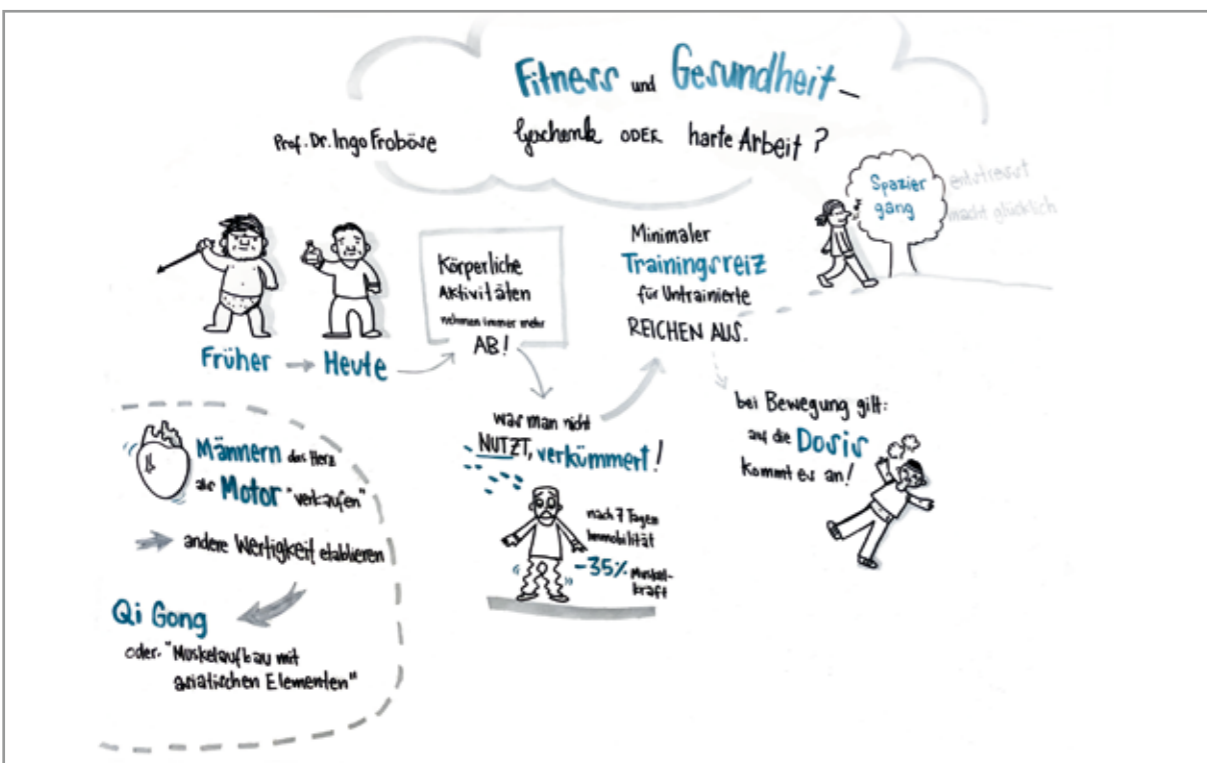 Fitness und Gesundheit –
Prof. Dr. Ingo Froböse
Geschenk ODER harte Arbeit?
Früher
Heute
Körperliche
Aktivitäten
nehmen immer mehr
AB!
was man nicht
NUTZT, verkümmert!
nach 7 Tagen
Immobilität
-35% Muskel-
kraft
Minimaler
Trainingsreiz
für Untrainierte
REICHEN AUS.
Spazier
gang
entstresst
macht glücklich
bei Bewegung gilt:
auf die Dosis
kommt es an!
Männern das Herz
als Motor "verkaufen"
andere Wertigkeit etablieren
Qi Gong
oder: "Muskelaufbau mit
asiatischen Elementen"